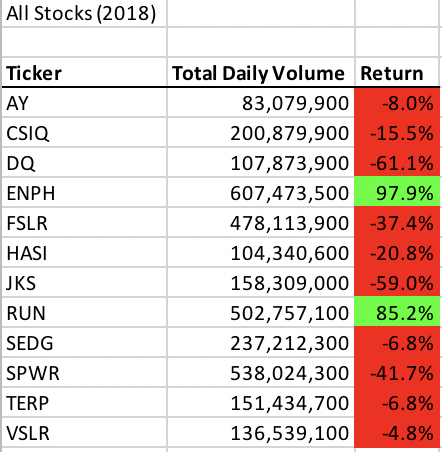 All Stocks (2018)
Ticker Total Daily Volume Return
AY 83,079,900 -8.0%
CSIQ 200,879,900 -15.5%
DQ 107,873,900 -61.1%
ENPH 607,473,500 97.9%
FSLR 478,113,900 -37.4%
HASI 104,340,600 -20.8%
JKS 158,309,000 -59.0%
RUN 502,757,100 85.2%
SEDG 237,212,300 -6.8%
SPWR 538,024,300 -41.7%
TERP 151,434,700 -6.8%
VSLR 136,539,100 -4.8%